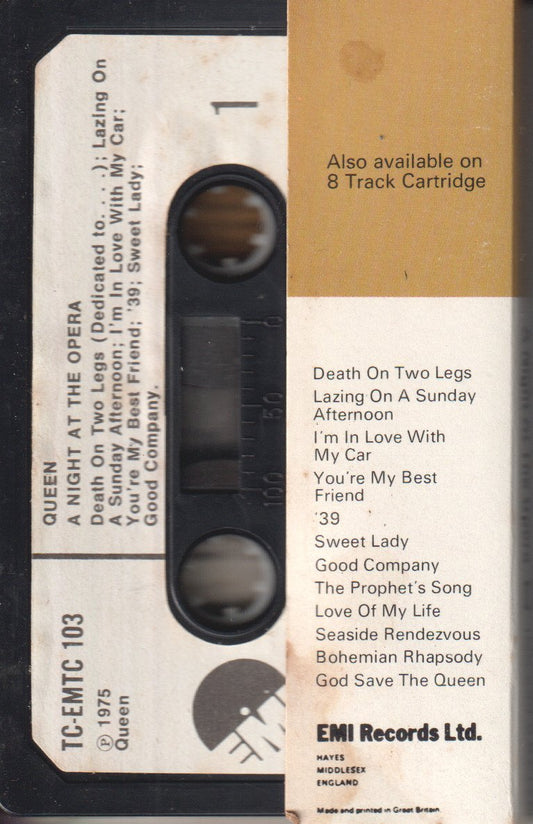 1
QUEEN
A NIGHT AT THE OPERA
Death On Two Legs (Dedicated to. . . .); Lazing On
A Sunday Afternoon; I'm In Love With My Car;
You're My Best Friend; '39; Sweet Lady;
Good Company.
TC-EMTC 103
Ⓟ 1975
Queen
EMI
0
50
100
Also available on
8 Track Cartridge
Death On Two Legs
Lazing On A Sunday
Afternoon
I'm In Love With
My Car
You're My Best
Friend
'39
Sweet Lady
Good Company
The Prophet's Song
Love Of My Life
Seaside Rendezvous
Bohemian Rhapsody
God Save The Queen
EMI Records Ltd.
HAYES
MIDDLESEX
ENGLAND
Made and printed in Great Britain